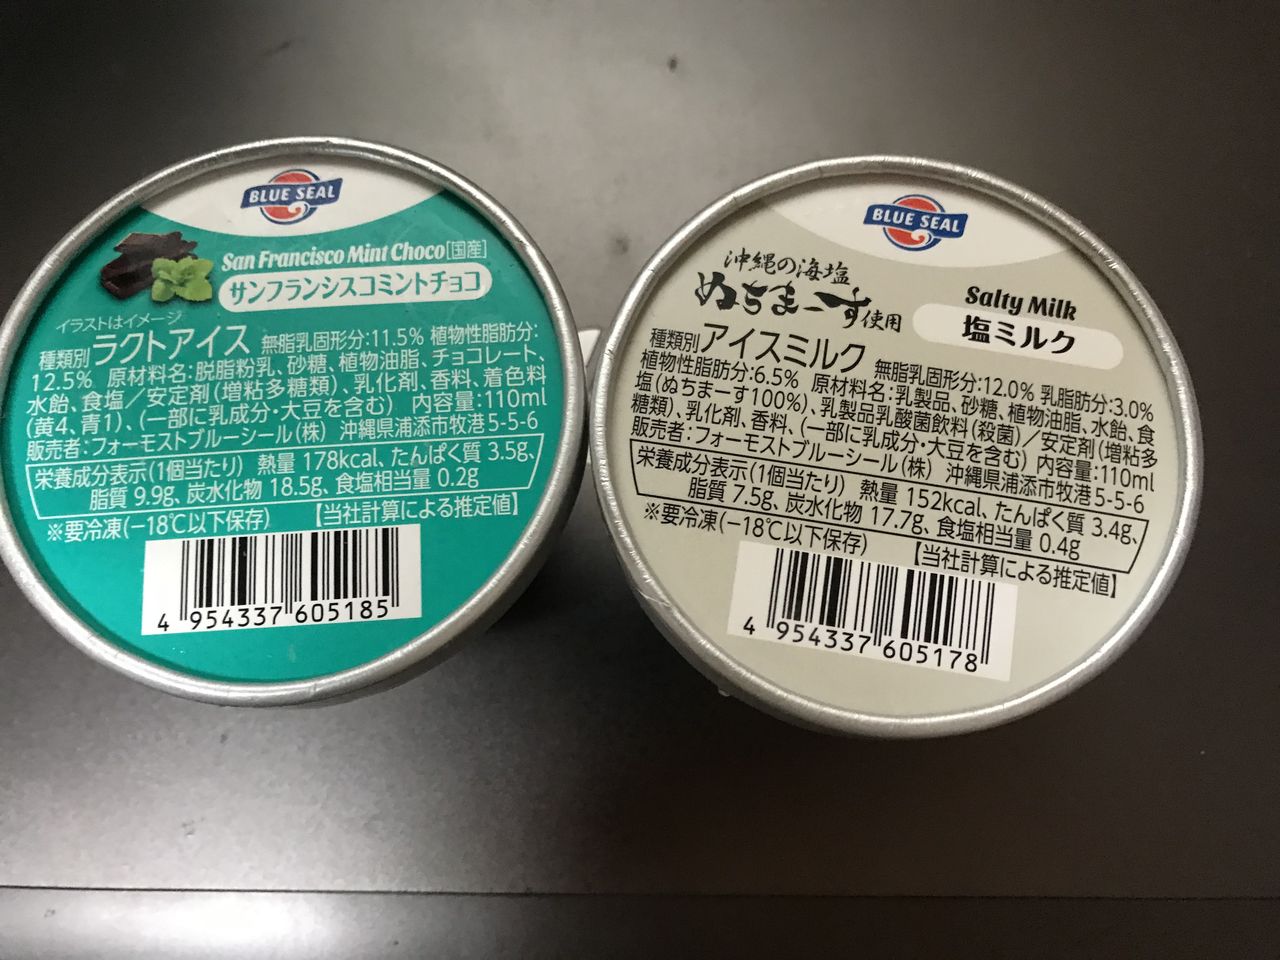 BLUE SEAL
San Francisco Mint Choco[国産]
サンフランシスコミントチョコ
イラストはイメージ
種類別 ラクトアイス 無脂乳固形分:11.5% 植物性脂肪分:
12.5% 原材料名:脱脂粉乳、砂糖、植物油脂、チョコレート、
水飴、食塩／安定剤(増粘多糖類)、乳化剤、香料、着色料
(黄4、青1)、(一部に乳成分・大豆を含む) 内容量:110ml
販売者:フォーモストブルーシール(株) 沖縄県浦添市牧港5-5-6
栄養成分表示(1個当たり) 熱量 178kcal、たんぱく質 3.5g、
脂質 9.9g、炭水化物 18.5g、食塩相当量 0.2g
※要冷凍(−18℃以下保存) 【当社計算による推定値】
4 954337 605185
BLUE SEAL
沖縄の海塩
ぬちまーす使用
Salty Milk
塩ミルク
種類別 アイスミルク 無脂乳固形分:12.0% 乳脂肪分:3.0%
植物性脂肪分:6.5% 原材料名:乳製品、砂糖、植物油脂、水飴、食
塩(ぬちまーす100%)、乳製品乳酸菌飲料(殺菌)／安定剤(増粘多
糖類)、乳化剤、香料、(一部に乳成分・大豆を含む) 内容量:110ml
販売者:フォーモストブルーシール(株) 沖縄県浦添市牧港5-5-6
栄養成分表示(1個当たり) 熱量 152kcal、たんぱく質 3.4g、
脂質 7.5g、炭水化物 17.7g、食塩相当量 0.4g
※要冷凍(−18℃以下保存) 【当社計算による推定値】
4 954337 605178